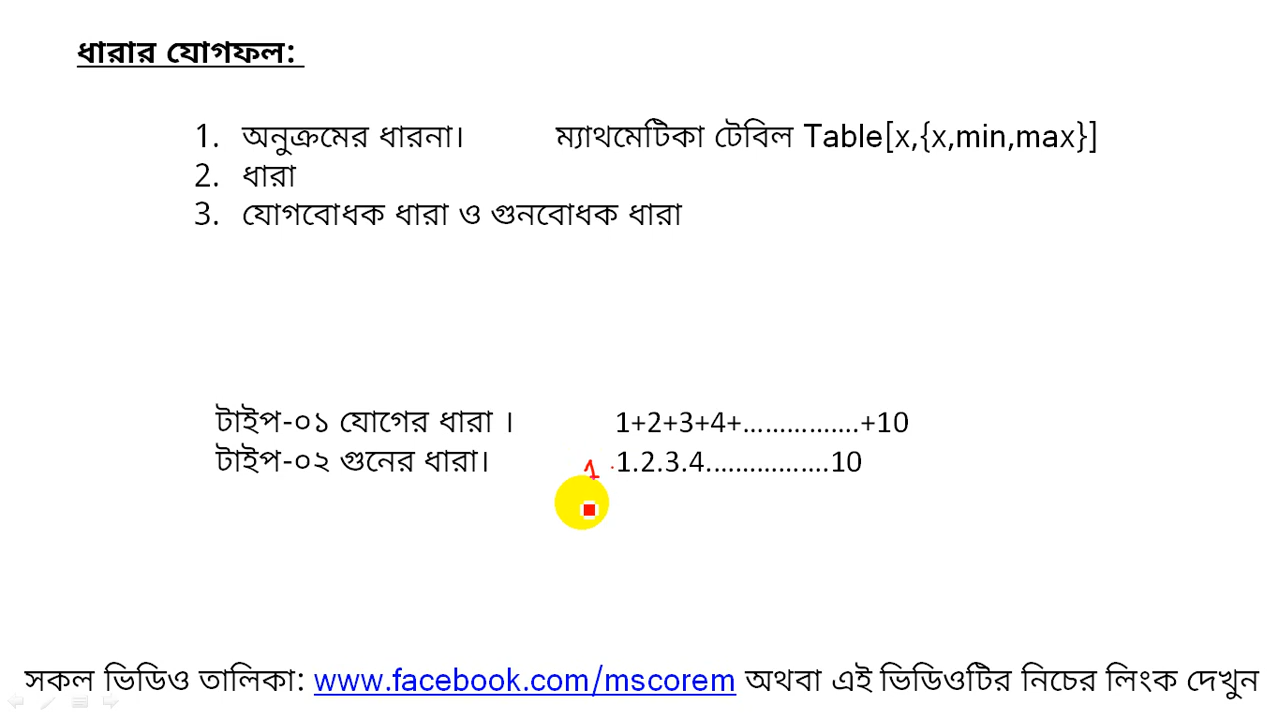 ধারার যোগফল:
1. অনুক্রমের ধারনা। ম্যাথমেটিকা টেবিল Table[x,{x,min,max}]
2. ধারা
3. যোগবোধক ধারা ও গুনবোধক ধারা
টাইপ-০১ যোগের ধারা । 1+2+3+4+................+10
টাইপ-০২ গুনের ধারা। 1 1.2.3.4.................10
সকল ভিডিও তালিকা: www.facebook.com/mscorem অথবা এই ভিডিওটির নিচের লিংক দেখুন